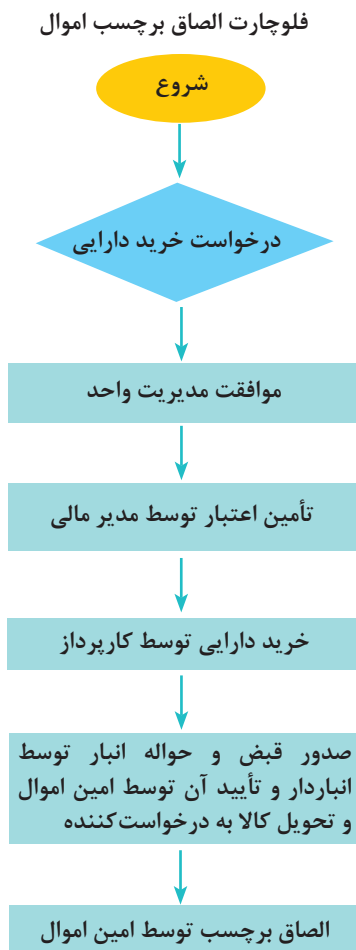 فلوچارت الصاق برچسب اموال
شروع
درخواست خرید دارایی
موافقت مدیریت واحد
تأمین اعتبار توسط مدیر مالی
خرید دارایی توسط کارپرداز
صدور قبض و حواله انبار توسط
انباردار و تأیید آن توسط امین اموال
و تحویل کالا به درخواست‌کننده
الصاق برچسب توسط امین اموال